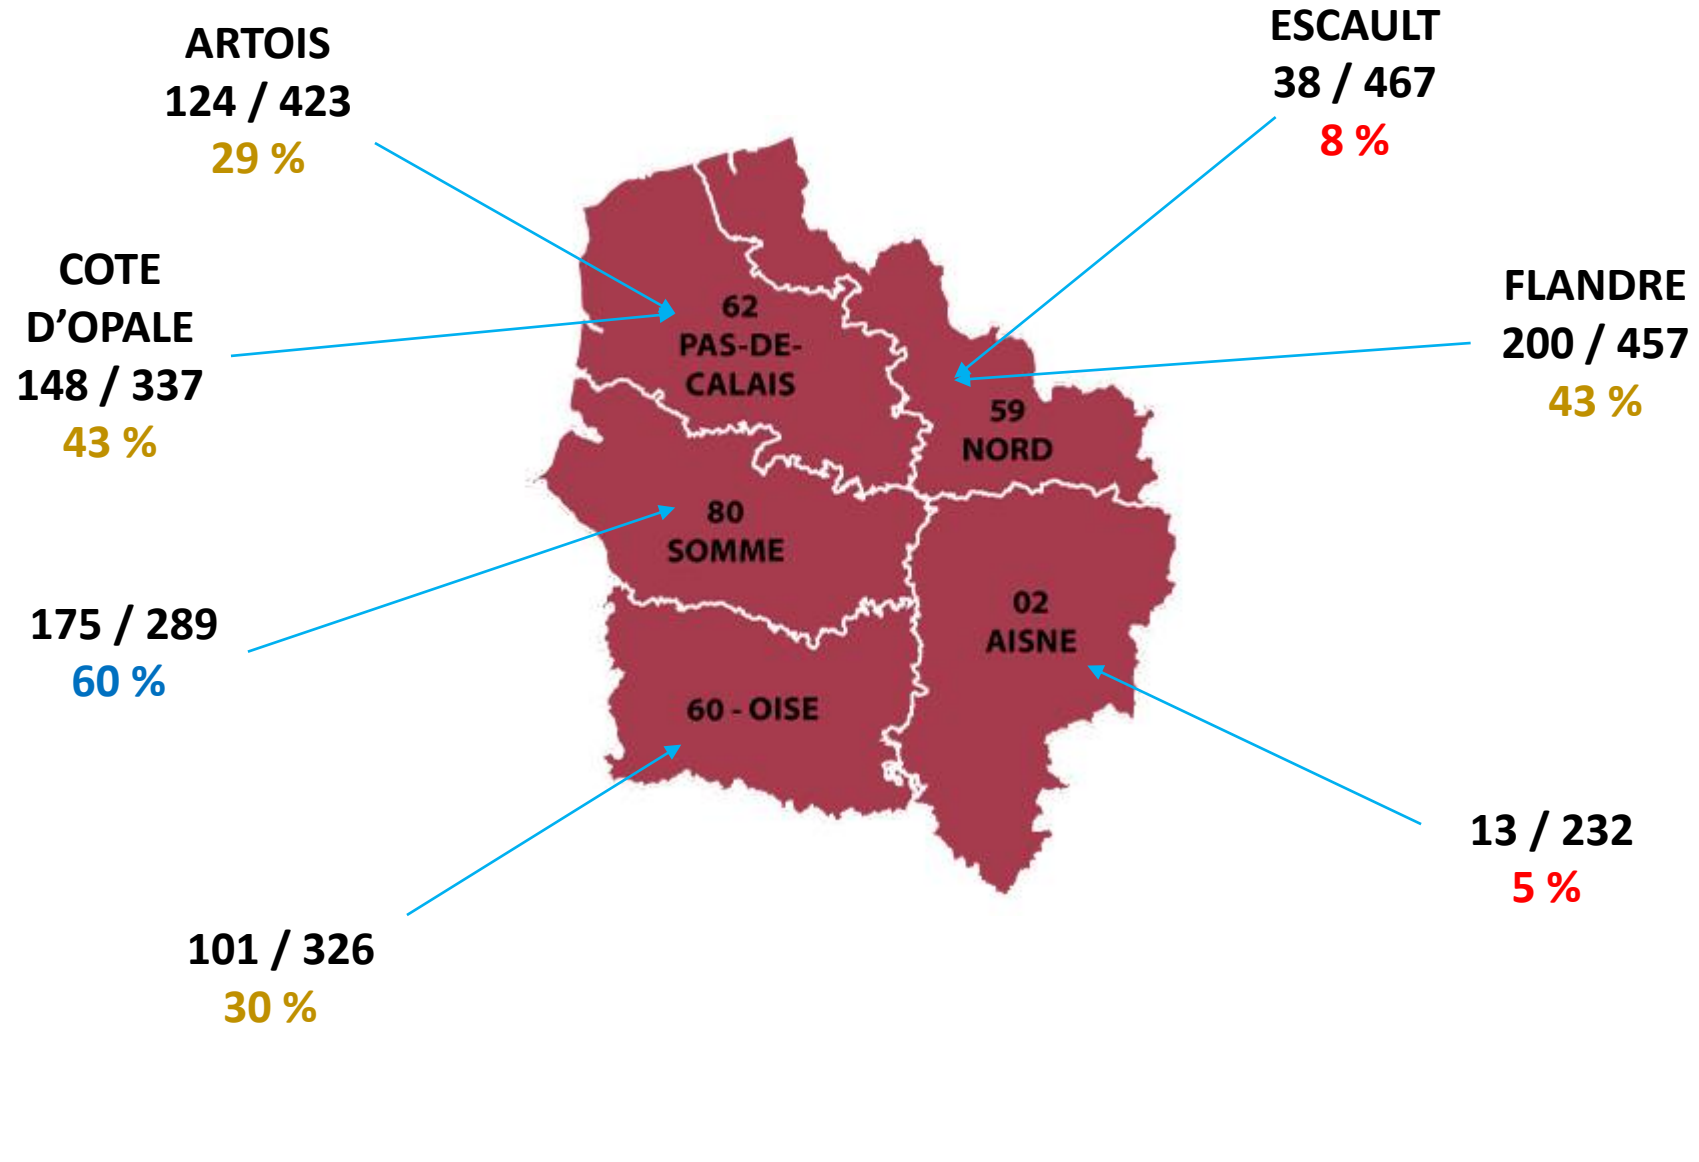 ARTOIS
124 / 423
29 %
ESCAULT
38 / 467
8 %
COTE
D’OPALE
148 / 337
43 %
FLANDRE
200 / 457
43 %
62
PAS-DE-
CALAIS
59
NORD
80
SOMME
175 / 289
60 %
02
AISNE
60 - OISE
13 / 232
5 %
101 / 326
30 %